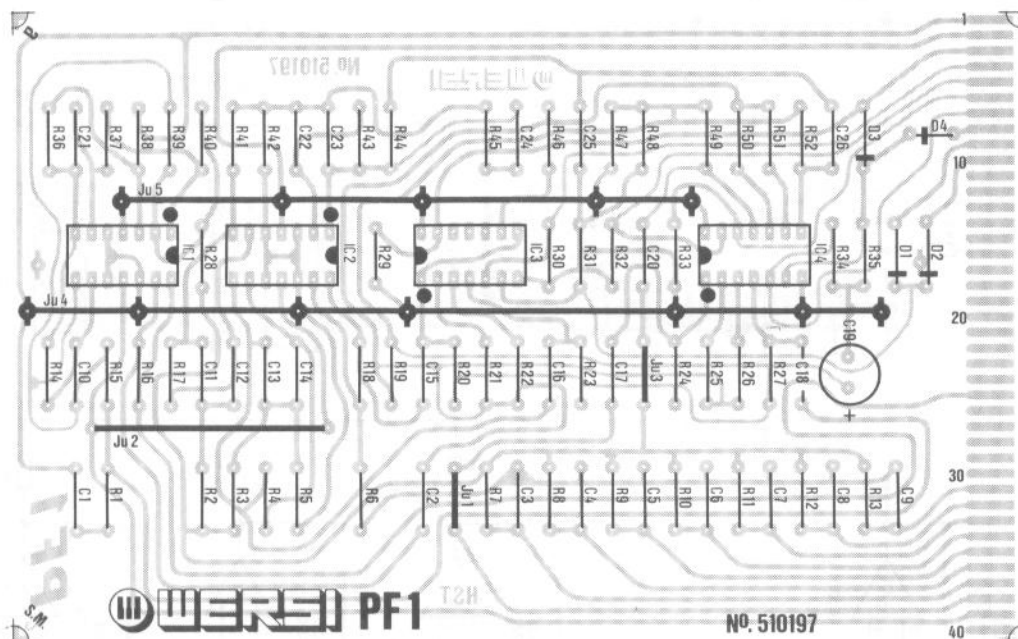 1
No 510197
WERSI
R36 C21 R37 R38 R39 R40 R41 R42 C22 C23 R43 R44 R45 C24 R46 C25 R47 R48 R49 R50 R51 R52 C26 D3 D4
10
Ju 5
IC1 R28 IC2 R29 IC3 R30 R31 R32 C20 R33 IC4 R34 R35 D1 D2
Ju 4
20
R14 C10 R15 R16 R17 C11 C12 C13 C14 R18 R19 C15 R20 R21 R22 C16 R23 C17 Ju3 R24 R25 R26 R27 C18 C19
+
Ju 2
30
C1 R1 R2 R3 R4 R5 R6 C2 Ju1 R7 C3 R8 C4 R9 C5 R10 C6 R11 C7 R12 C8 R13 C9
PF1
HST
S.M.
WERSI PF1
No. 510197
40